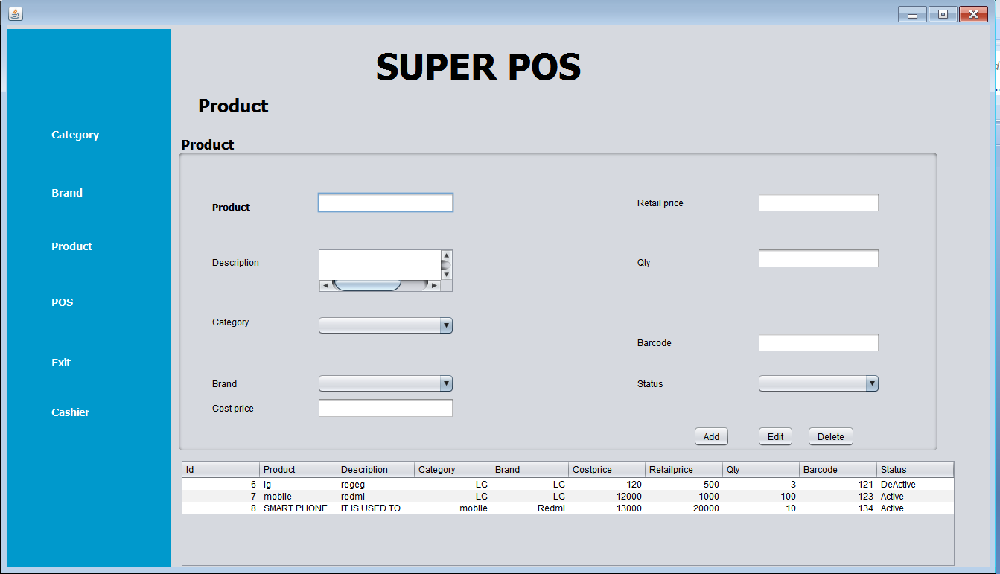 SUPER POS
Product
Category
Brand
Product
POS
Exit
Cashier
Product
Product
Retail price
Description
Qty
Category
Barcode
Brand
Status
Cost price
Add Edit Delete
Id Product Description Category Brand Costprice Retailprice Qty Barcode Status
6 lg regeg LG LG 120 500 3 121 DeActive
7 mobile redmi LG LG 12000 1000 100 123 Active
8 SMART PHONE IT IS USED TO ... mobile Redmi 13000 20000 10 134 Active